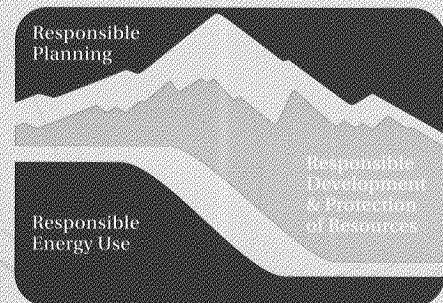 Responsible
Planning
Responsible
Development
& Protection
of Resources
Responsible
Energy Use